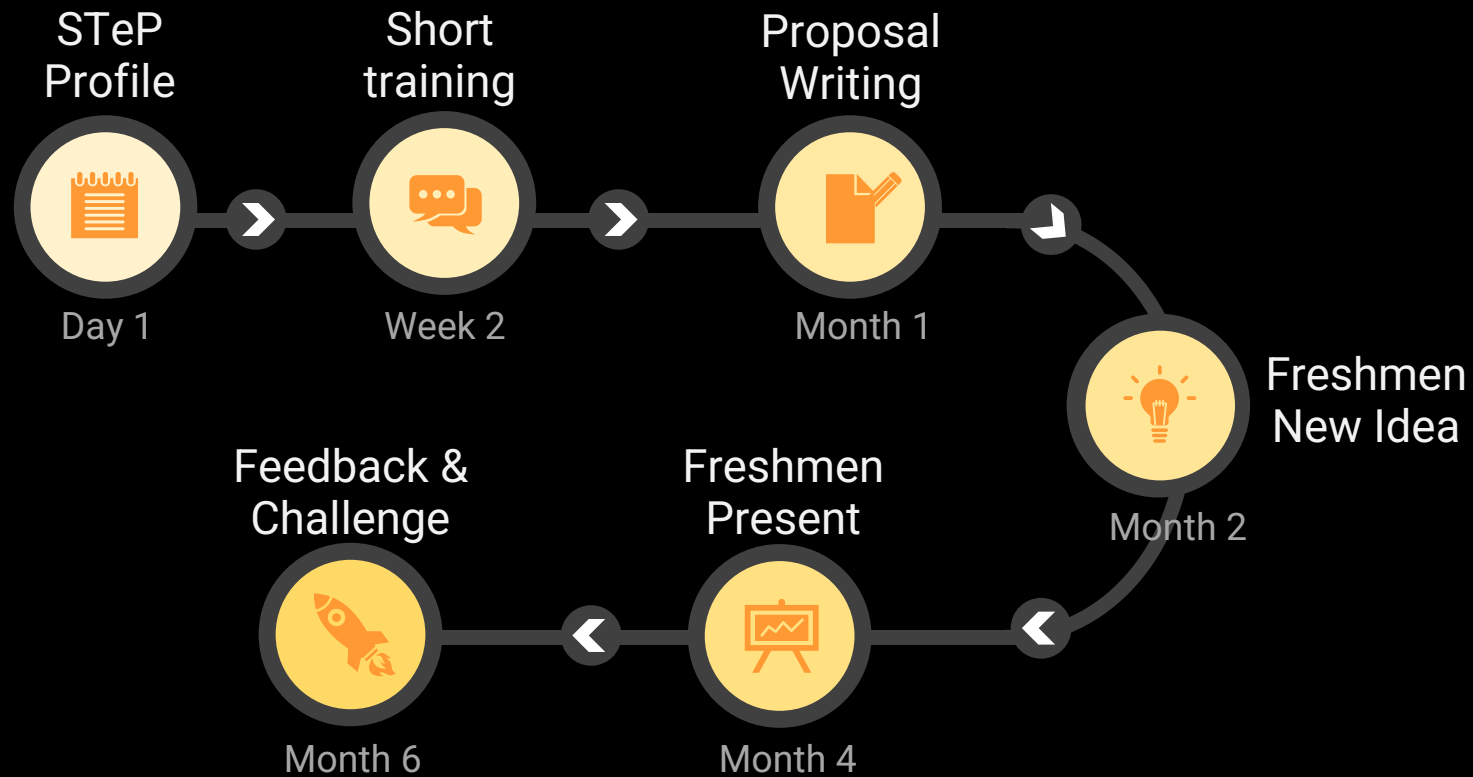 STeP
Profile
Day 1
Short
training
Week 2
Proposal
Writing
Month 1
Freshmen
New Idea
Month 2
Freshmen
Present
Month 4
Feedback &
Challenge
Month 6